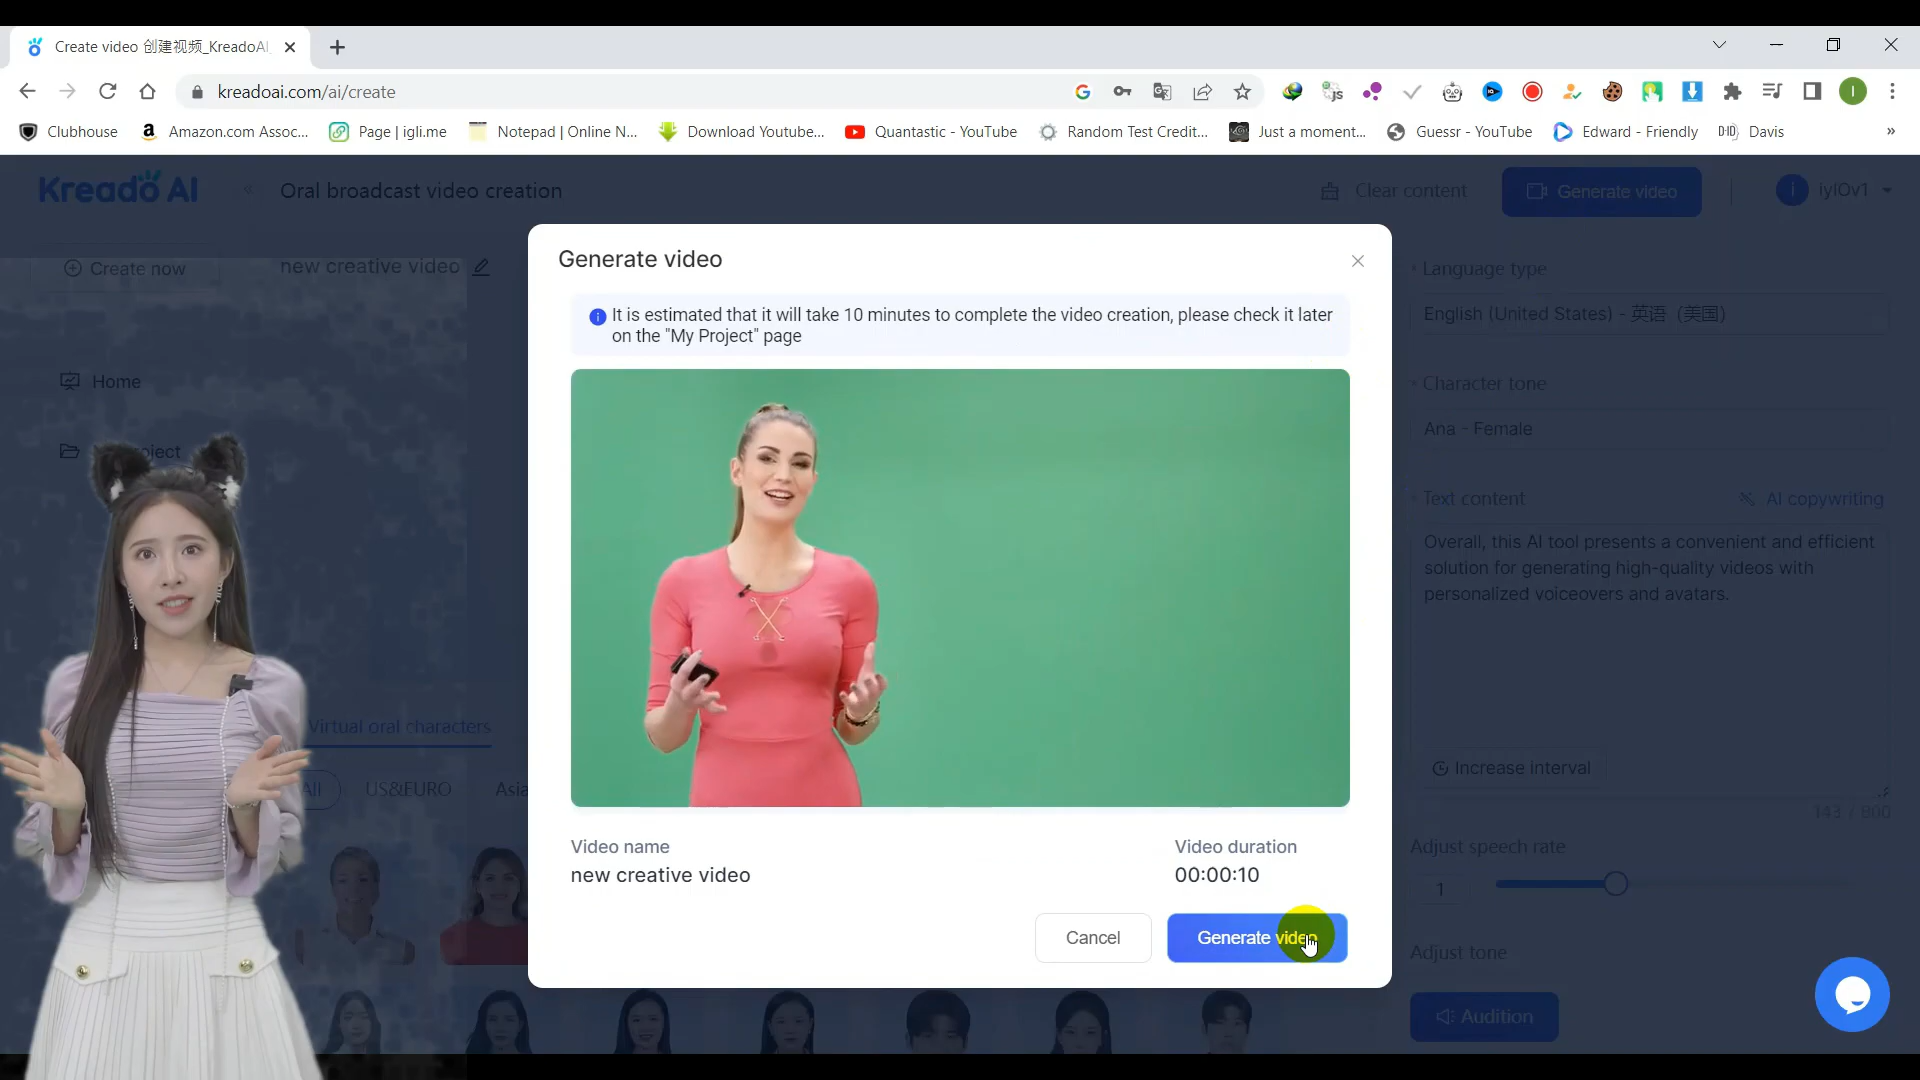 Create video 创建视频_KreadoAI
kreadoai.com/ai/create
Clubhouse
Amazon.com Assoc...
Page | igli.me
Notepad | Online N...
Download Youtube...
Quantastic - YouTube
Random Test Credit...
Just a moment...
Guessr - YouTube
Edward - Friendly
D-ID
Davis
»
Kreado AI
Oral broadcast video creation
Clear content
Generate video
i
iylOv1
Create now
new creative video
Home
oject
Virtual oral characters
All
US&EURO
Asia
Generate video
It is estimated that it will take 10 minutes to complete the video creation, please check it later
on the "My Project" page
Video name
new creative video
Video duration
00:00:10
Cancel
Generate video
* Language type
English (United States) - 英语 (美国)
* Character tone
Ana - Female
* Text content
AI copywriting
Overall, this AI tool presents a convenient and efficient
solution for generating high-quality videos with
personalized voiceovers and avatars.
Increase interval
143 / 800
Adjust speech rate
1
Adjust tone
Audition